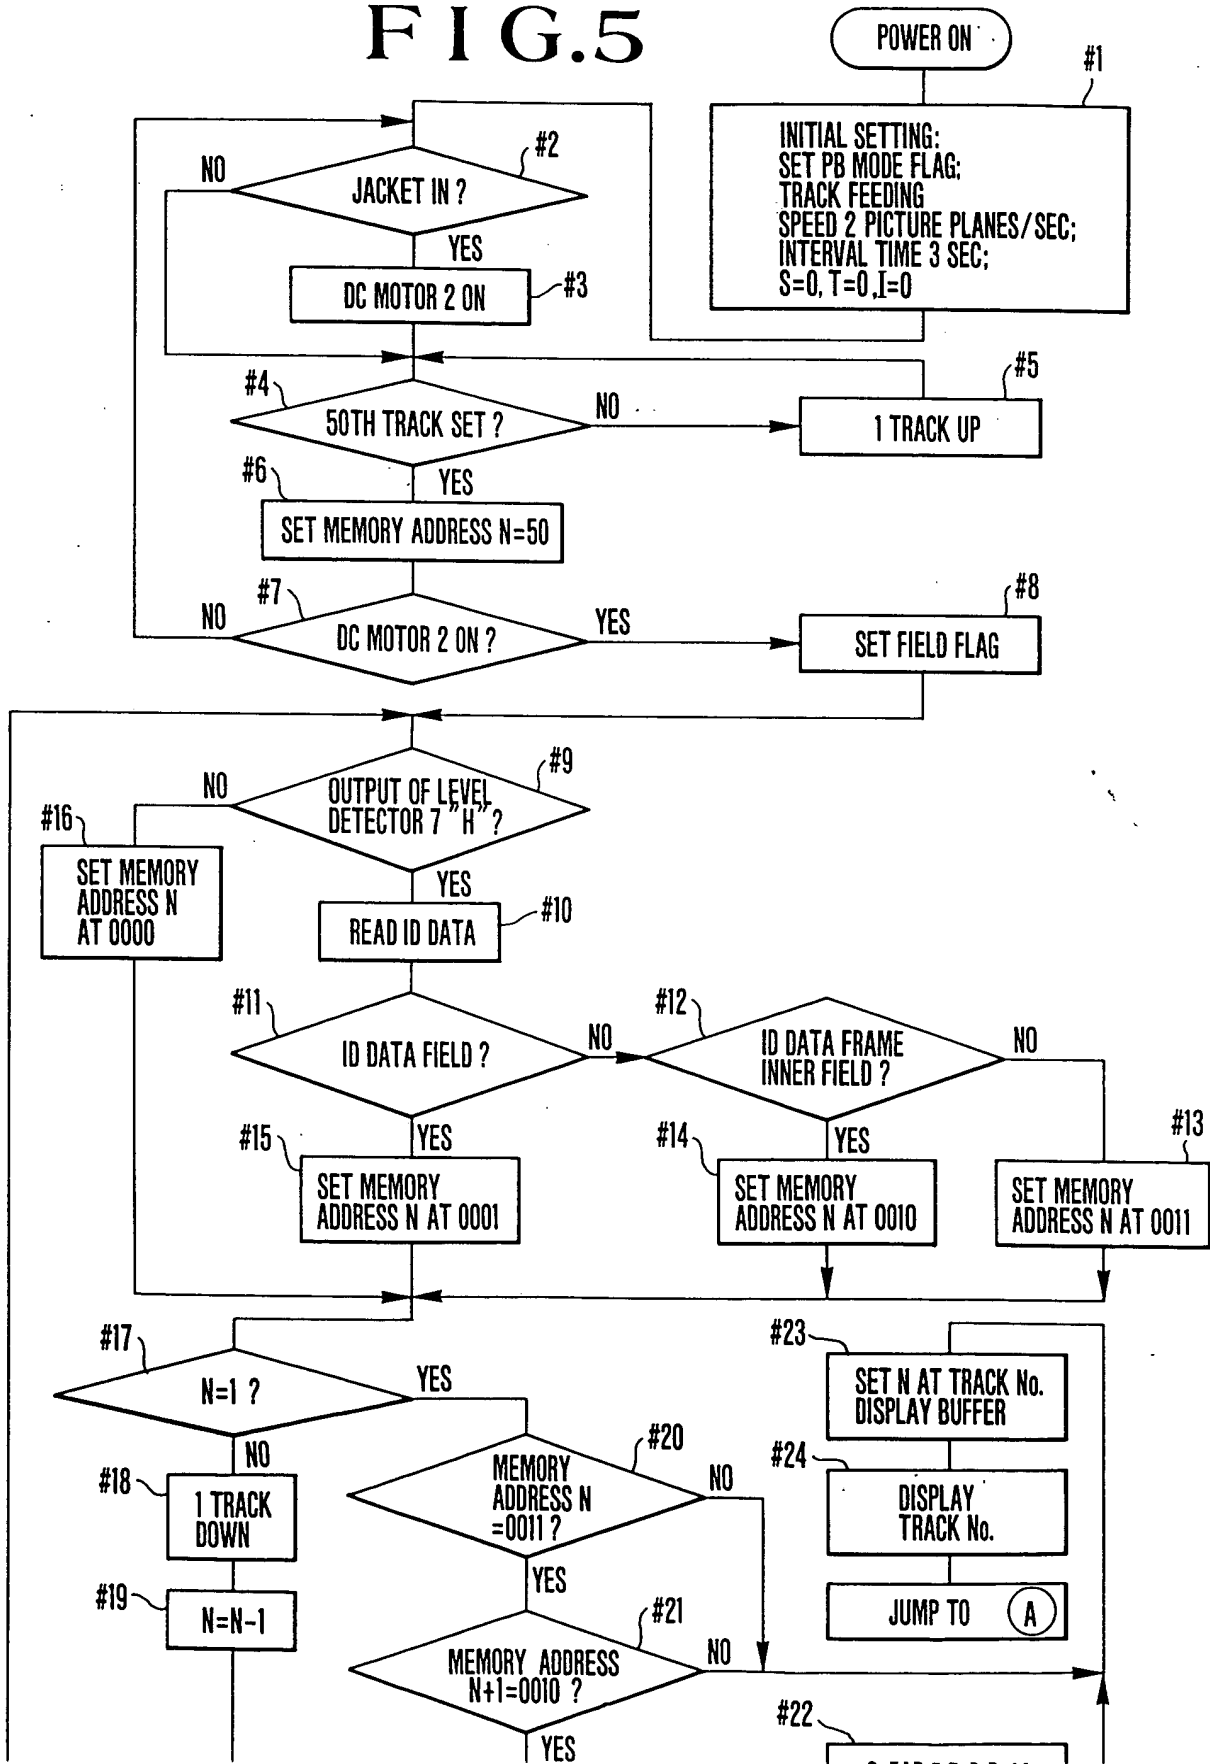 FIG.5
POWER ON
#1
INITIAL SETTING:
SET PB MODE FLAG;
TRACK FEEDING
SPEED 2 PICTURE PLANES/SEC;
INTERVAL TIME 3 SEC;
S=0, T=0, I=0
#2
JACKET IN ?
NO
YES
#3
DC MOTOR 2 ON
#4
50TH TRACK SET ?
NO
#5
1 TRACK UP
YES
#6
SET MEMORY ADDRESS N=50
#7
DC MOTOR 2 ON ?
NO
YES
#8
SET FIELD FLAG
#9
OUTPUT OF LEVEL
DETECTOR 7 "H" ?
NO
YES
#16
SET MEMORY
ADDRESS N
AT 0000
#10
READ ID DATA
#11
ID DATA FIELD ?
NO
#12
ID DATA FRAME
INNER FIELD ?
NO
YES
YES
#15
SET MEMORY
ADDRESS N AT 0001
#14
SET MEMORY
ADDRESS N AT 0010
#13
SET MEMORY
ADDRESS N AT 0011
#17
N=1 ?
YES
NO
#18
1 TRACK
DOWN
#19
N=N-1
#20
MEMORY
ADDRESS N
=0011 ?
NO
YES
#21
MEMORY ADDRESS
N+1=0010 ?
NO
YES
#23
SET N AT TRACK No.
DISPLAY BUFFER
#24
DISPLAY
TRACK No.
JUMP TO A
#22